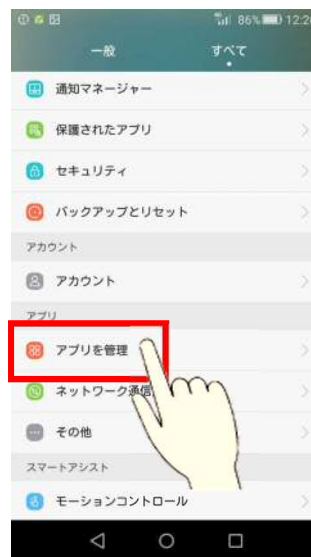 86% 12:2
一般 すべて
通知マネージャー
保護されたアプリ
セキュリティ
バックアップとリセット
アカウント
アカウント
アプリ
アプリを管理
ネットワーク通信
その他
スマートアシスト
モーションコントロール